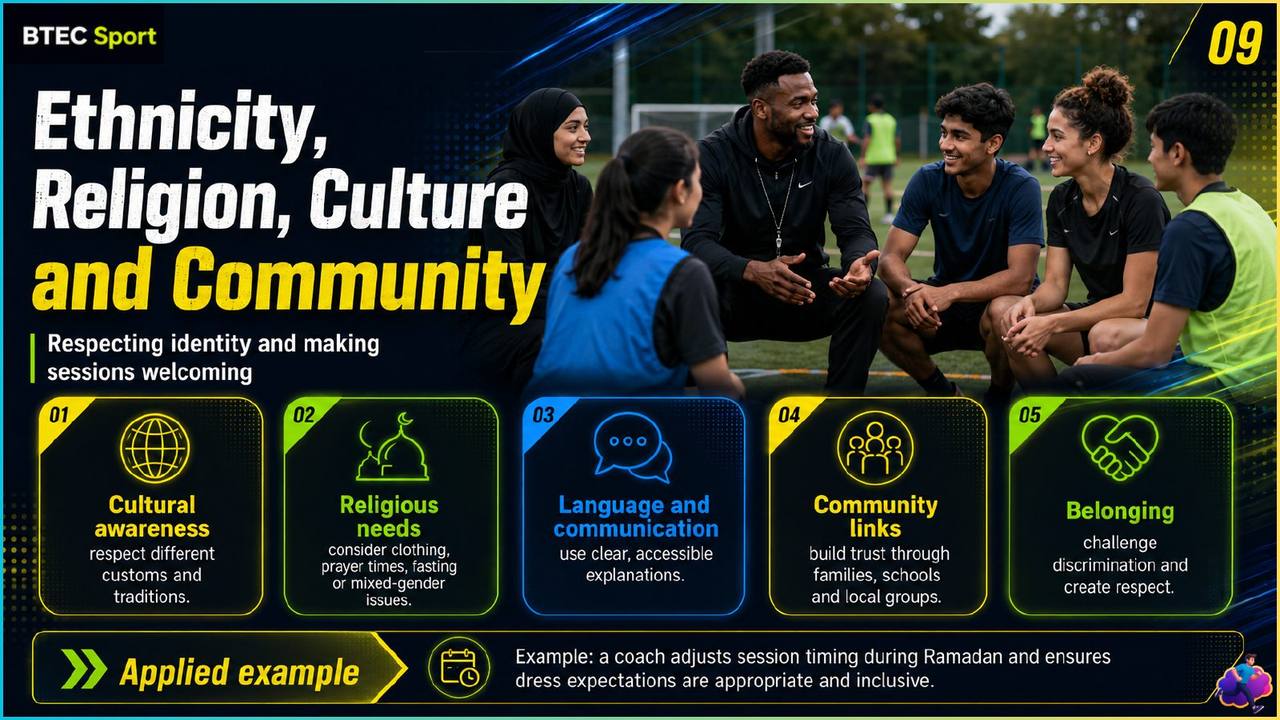 BTEC Sport
09
Ethnicity,
Religion, Culture
and Community
Respecting identity and making
sessions welcoming
01
Cultural
awareness
respect different
customs and
traditions.
02
Religious
needs
consider clothing,
prayer times, fasting
or mixed-gender
issues.
03
Language and
communication
use clear, accessible
explanations.
04
Community
links
build trust through
families, schools
and local groups.
05
Belonging
challenge
discrimination and
create respect.
Applied example
Example: a coach adjusts session timing during Ramadan and ensures
dress expectations are appropriate and inclusive.